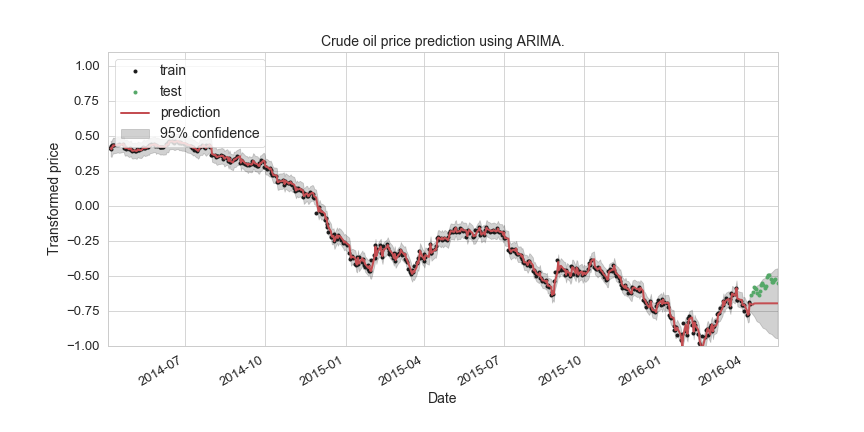 Crude oil price prediction using ARIMA.
train
test
prediction
95% confidence
Transformed price
1.00
0.75
0.50
0.25
0.00
−0.25
−0.50
−0.75
−1.00
2014-07
2014-10
2015-01
2015-04
2015-07
2015-10
2016-01
2016-04
Date